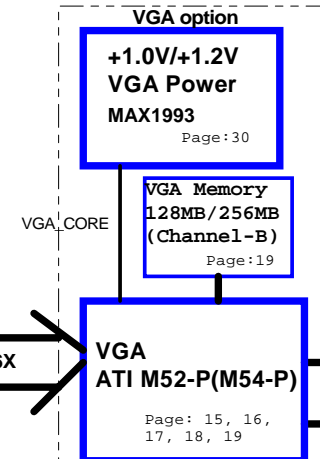 VGA option
+1.0V/+1.2V
VGA Power
MAX1993
Page:30
VGA Memory
128MB/256MB
(Channel-B)
Page:19
VGA_CORE
VGA
ATI M52-P(M54-P)
Page: 15, 16,
17, 18, 19